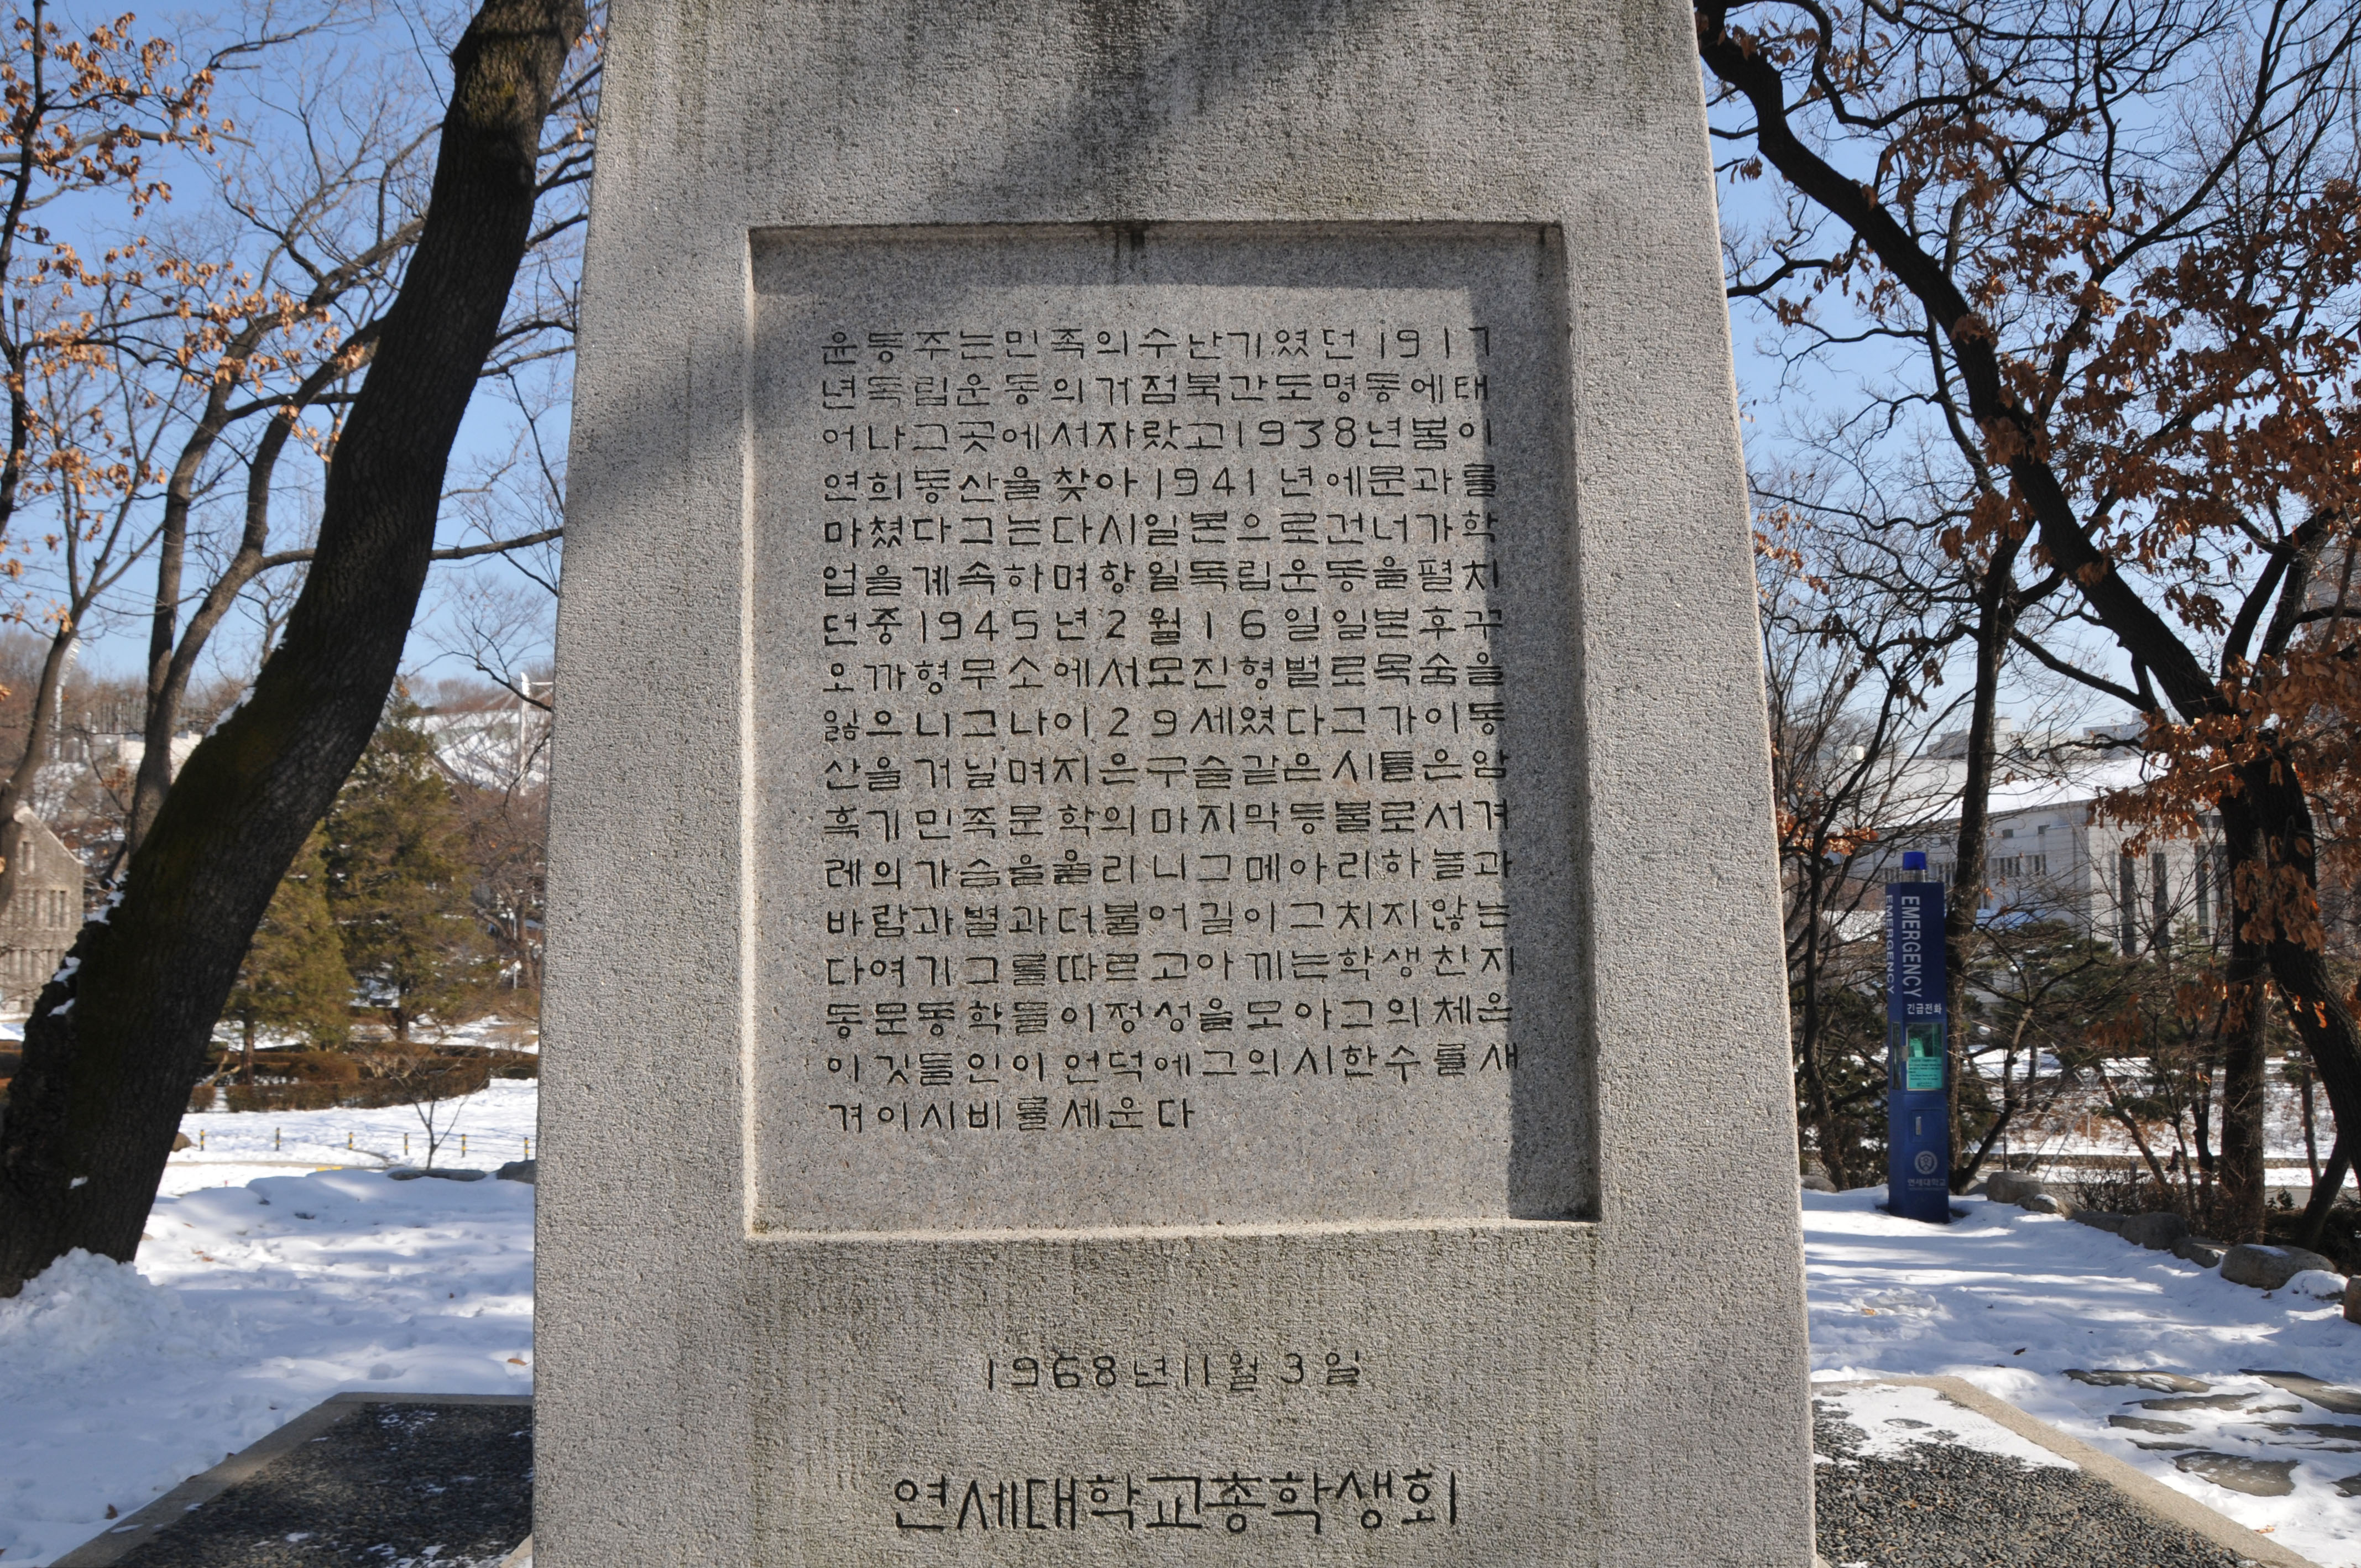 윤동주는민족의수난기였던1917
년독립운동의거점북간도명동에태
어나그곳에서자랐고1938년봄이
연희동산을찾아1941년에문과를
마쳤다그는다시일본으로건너가학
업을계속하며항일독립운동을펼치
던중1945년2월16일일본후꾸
오까형무소에서모진형벌로목숨을
잃으니그나이29세였다그가이동
산을거닐며지은구슬같은시들은암
흑기민족문학의마지막등불로서겨
레의가슴을울리니그메아리하늘과
바람과별과더불어길이그치지않는
다여기그를따르고아끼는학생친지
동문동학들이정성을모아그의체온
이깃들인이언덕에그의시한수를새
겨이시비를세운다
1968년11월3일
연세대학교총학생회
EMERGENCY
EMERGENCY
긴급전화
연세대학교